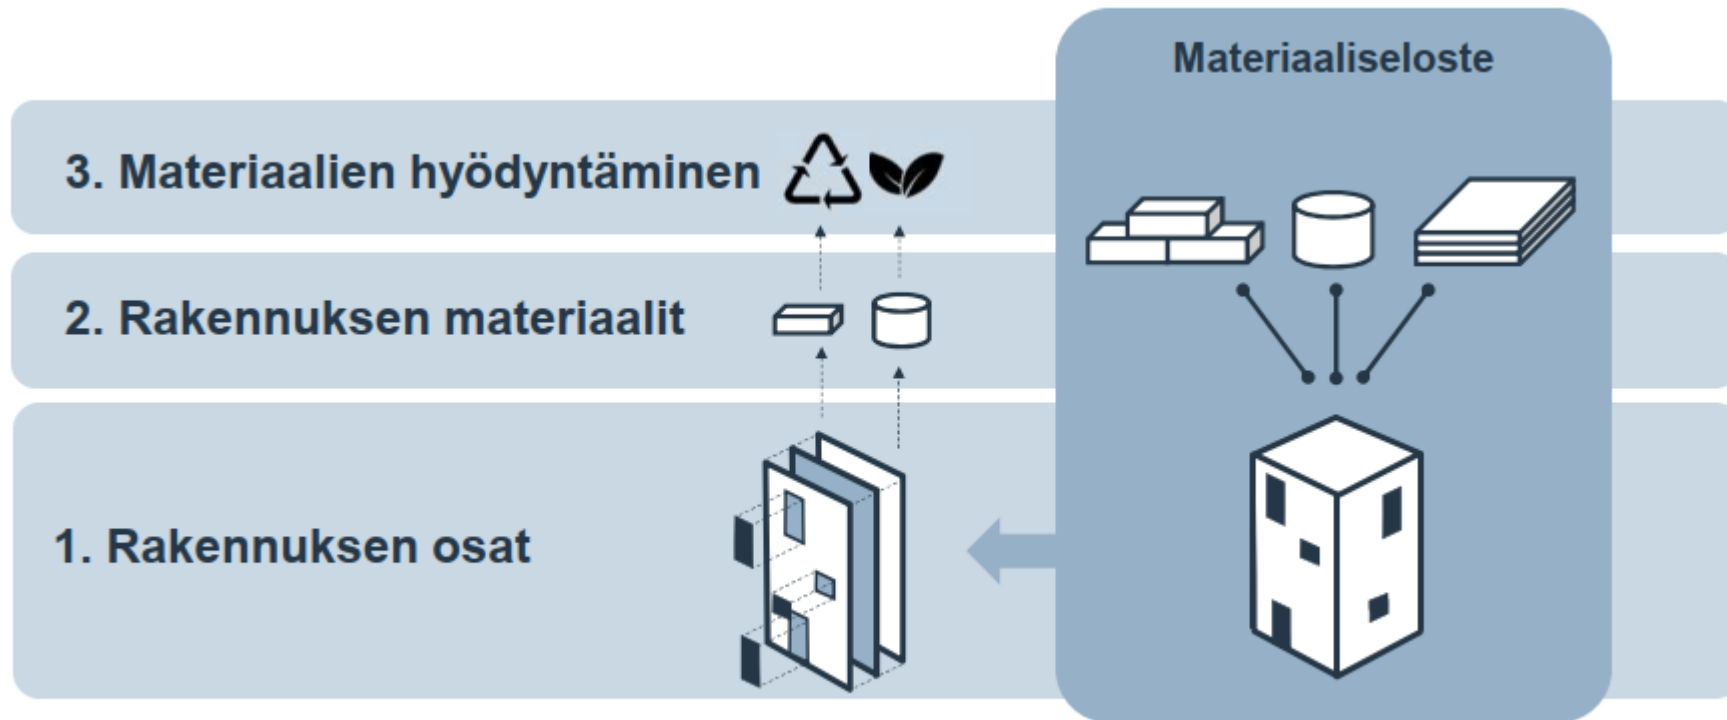 Materiaaliseloste
3. Materiaalien hyödyntäminen
2. Rakennuksen materiaalit
1. Rakennuksen osat